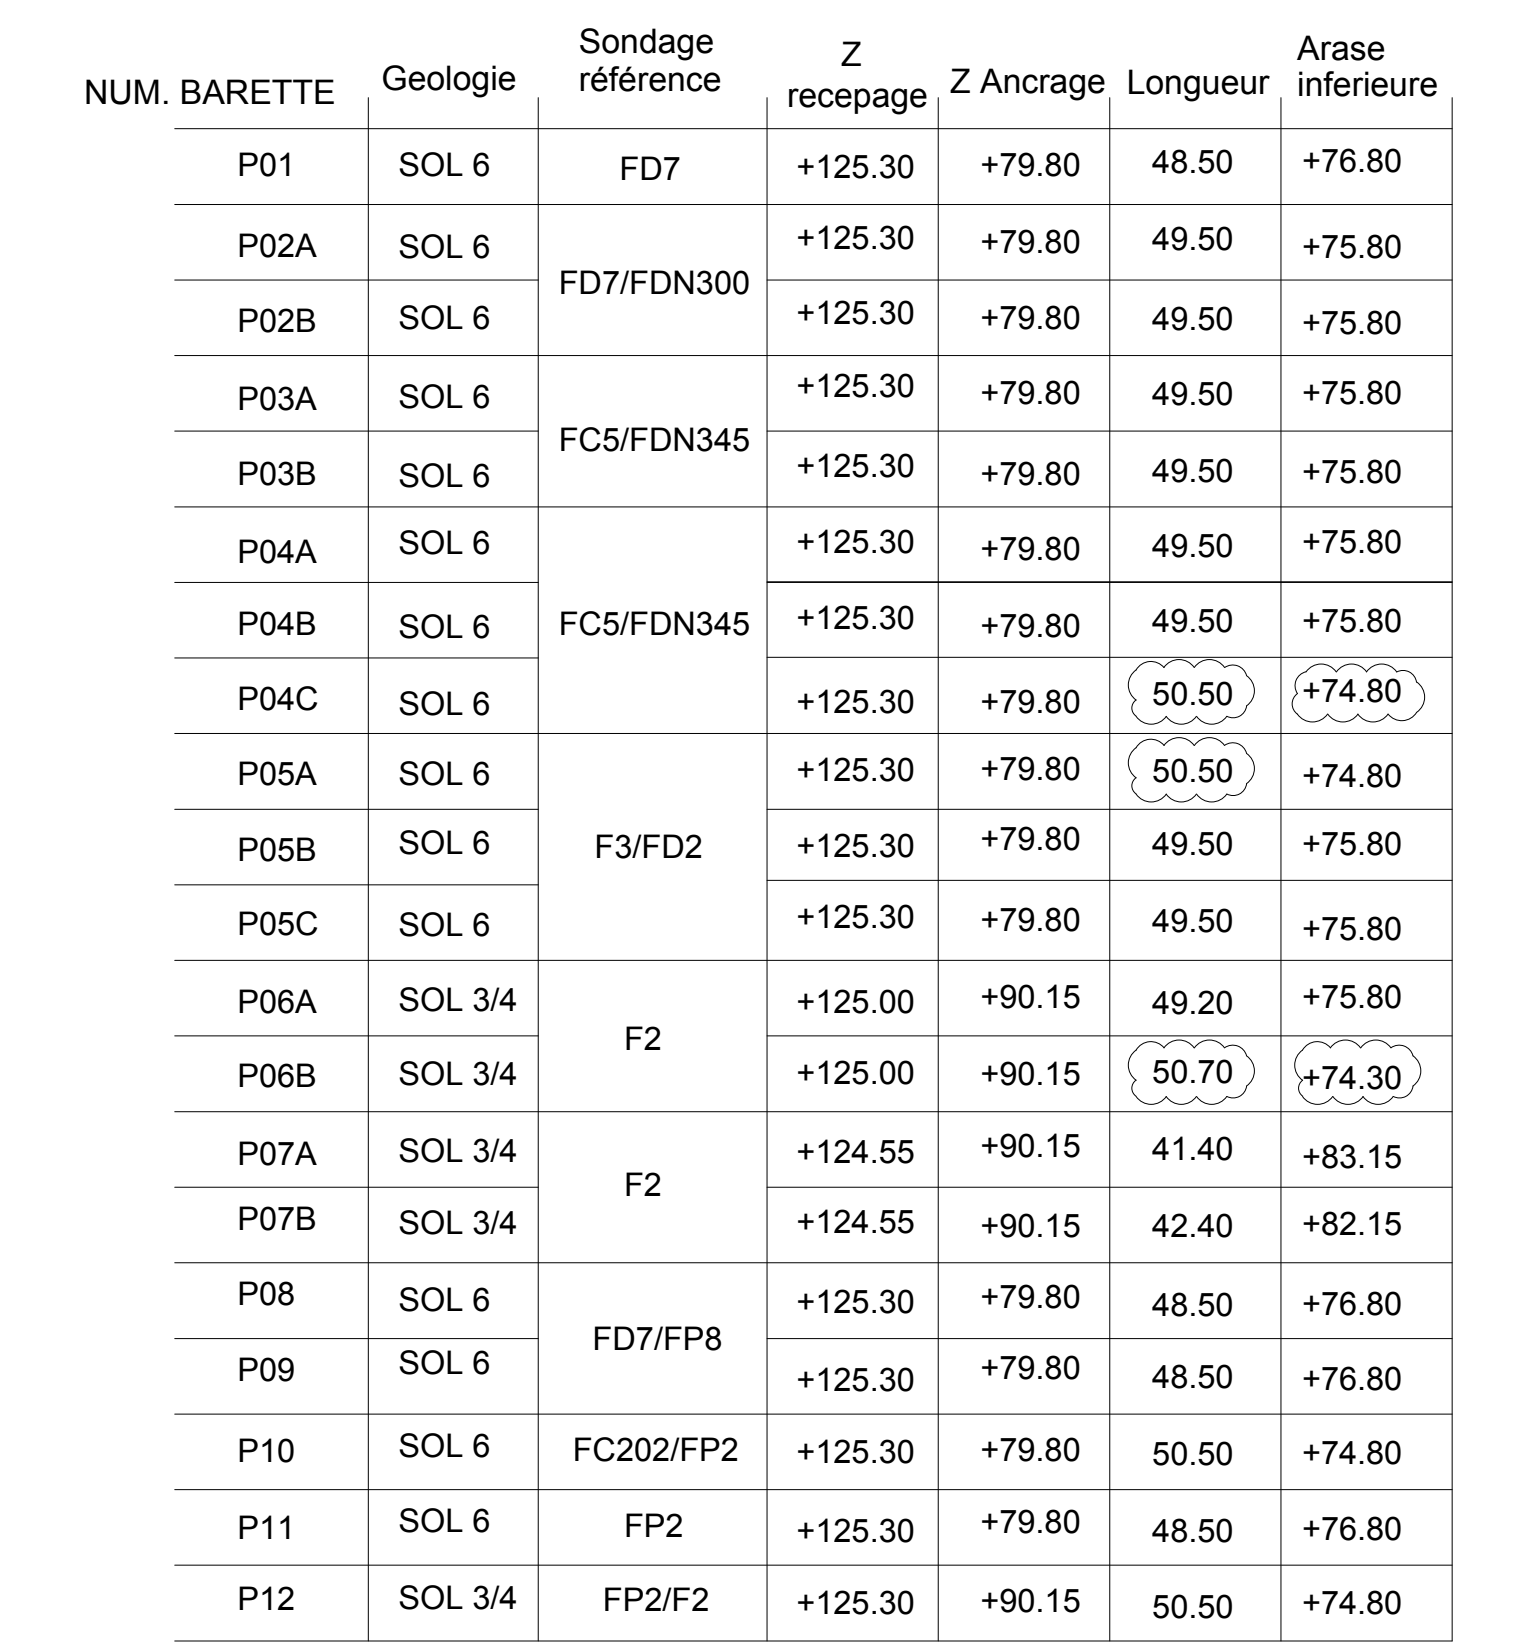 NUM. BARETTE Geologie Sondage référence Z recepage Z Ancrage Longueur Arase inferieure
P01 SOL 6 FD7 +125.30 +79.80 48.50 +76.80
P02A SOL 6 FD7/FDN300 +125.30 +79.80 49.50 +75.80
P02B SOL 6 +125.30 +79.80 49.50 +75.80
P03A SOL 6 FC5/FDN345 +125.30 +79.80 49.50 +75.80
P03B SOL 6 +125.30 +79.80 49.50 +75.80
P04A SOL 6 +125.30 +79.80 49.50 +75.80
P04B SOL 6 FC5/FDN345 +125.30 +79.80 49.50 +75.80
P04C SOL 6 +125.30 +79.80 50.50 +74.80
P05A SOL 6 +125.30 +79.80 50.50 +74.80
P05B SOL 6 F3/FD2 +125.30 +79.80 49.50 +75.80
P05C SOL 6 +125.30 +79.80 49.50 +75.80
P06A SOL 3/4 F2 +125.00 +90.15 49.20 +75.80
P06B SOL 3/4 +125.00 +90.15 50.70 +74.30
P07A SOL 3/4 F2 +124.55 +90.15 41.40 +83.15
P07B SOL 3/4 +124.55 +90.15 42.40 +82.15
P08 SOL 6 FD7/FP8 +125.30 +79.80 48.50 +76.80
P09 SOL 6 +125.30 +79.80 48.50 +76.80
P10 SOL 6 FC202/FP2 +125.30 +79.80 50.50 +74.80
P11 SOL 6 FP2 +125.30 +79.80 48.50 +76.80
P12 SOL 3/4 FP2/F2 +125.30 +90.15 50.50 +74.80